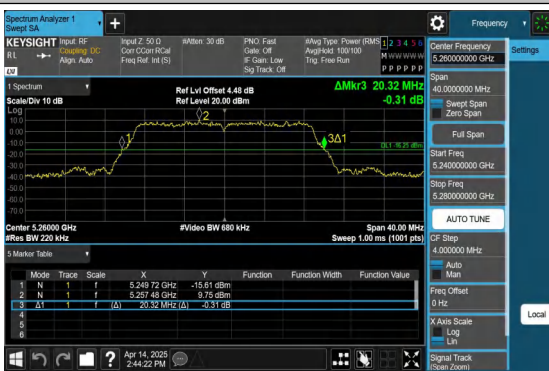 Spectrum Analyzer 1
Swept SA
+
Frequency
KEYSIGHT
RL
Input: RF
Coupling: DC
Align: Auto
Input Z: 50 Ω
Corr CCorr RCal
Freq Ref: Int (S)
#Atten: 30 dB
PNO: Fast
Gate: Off
IF Gain: Low
Sig Track: Off
#Avg Type: Power (RMS
Avg|Hold: 100/100
Trig: Free Run
1 2 3 4 5 6
M W W W W W
P P P P P P
1 Spectrum
Scale/Div 10 dB
Ref Lvl Offset 4.48 dB
Ref Level 20.00 dBm
ΔMkr3 20.32 MHz
-0.31 dB
Log
10.0
0.00
-10.0
-20.0
-30.0
-40.0
-50.0
-60.0
-70.0
1
2
3Δ1
DL1 -16.25 dBm
Center 5.26000 GHz
#Res BW 220 kHz
#Video BW 680 kHz
Span 40.00 MHz
Sweep 1.00 ms (1001 pts)
5 Marker Table
Mode Trace Scale X Y Function Function Width Function Value
1 N 1 f 5.249 72 GHz -15.61 dBm
2 N 1 f 5.257 48 GHz 9.75 dBm
3 Δ1 1 f (Δ) 20.32 MHz (Δ) -0.31 dB
4
5
6
?
Apr 14, 2025
2:44:22 PM
Center Frequency
5.26000000 GHz
Span
40.0000000 MHz
Swept Span
Zero Span
Full Span
Start Freq
5.240000000 GHz
Stop Freq
5.280000000 GHz
AUTO TUNE
CF Step
4.000000 MHz
Auto
Man
Freq Offset
0 Hz
X Axis Scale
Log
Lin
Signal Track
(Span Zoom)
Settings
Local